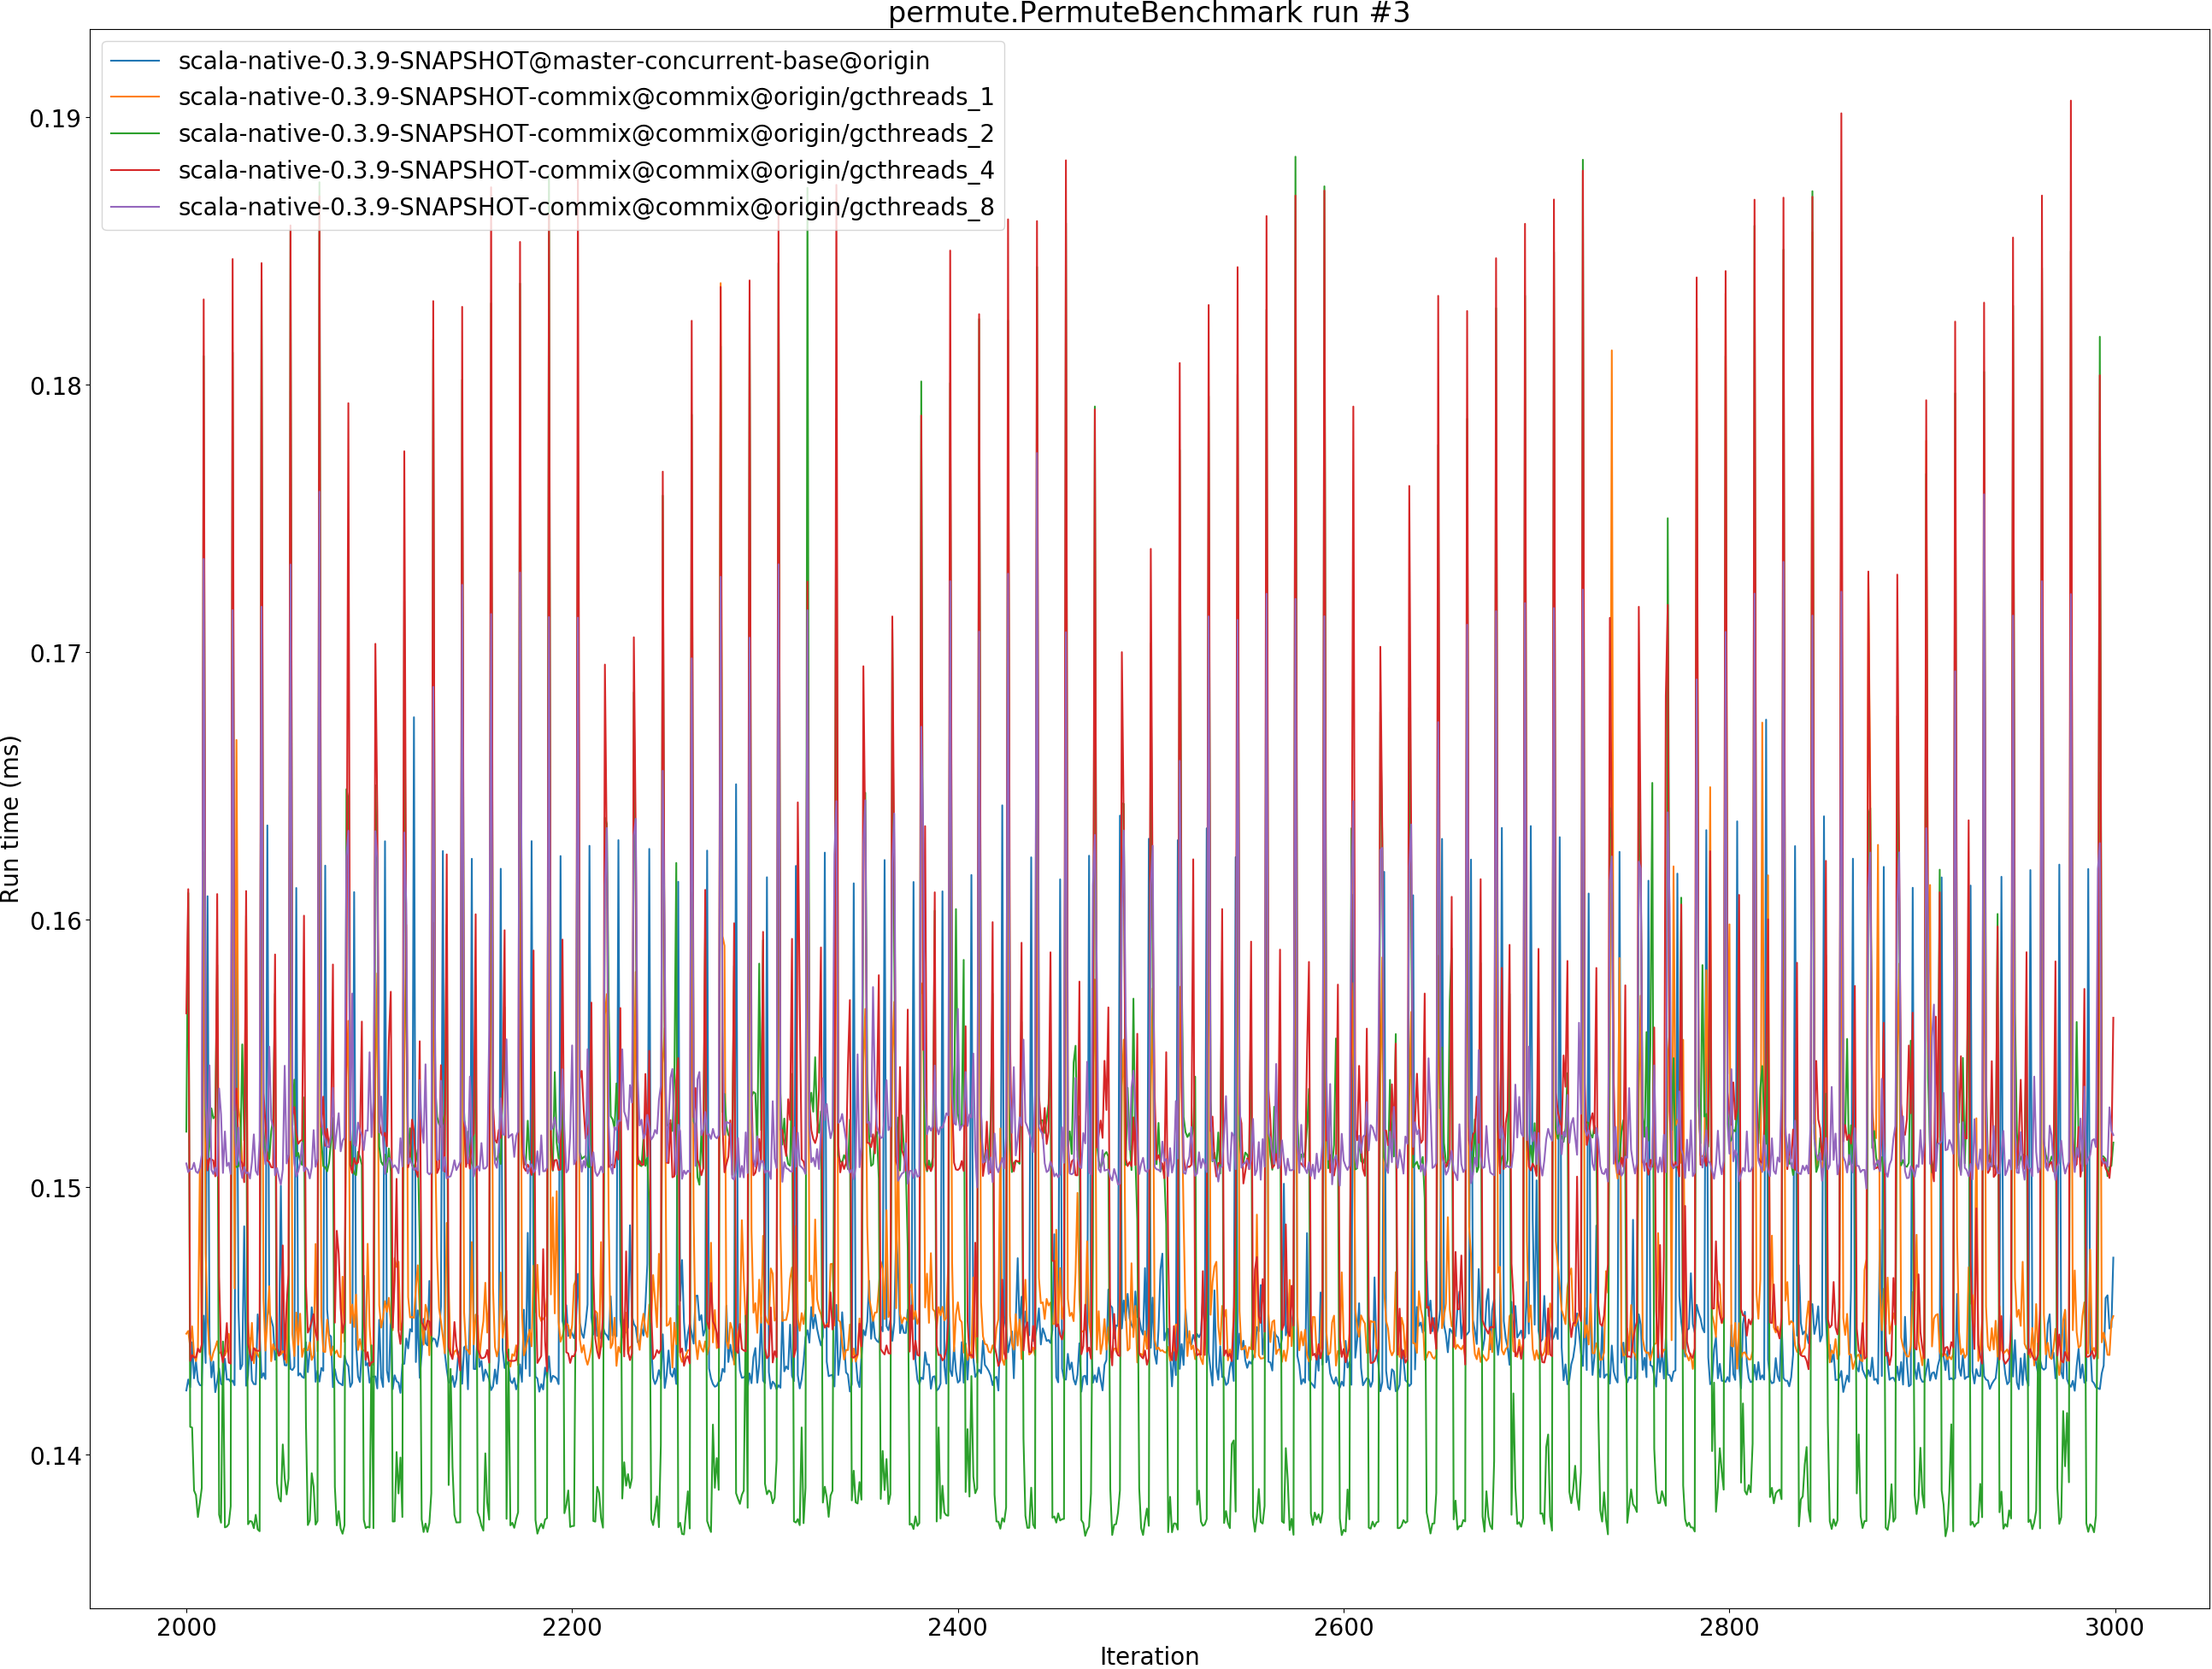 permute.PermuteBenchmark run #3
scala-native-0.3.9-SNAPSHOT@master-concurrent-base@origin
scala-native-0.3.9-SNAPSHOT-commix@commix@origin/gcthreads_1
scala-native-0.3.9-SNAPSHOT-commix@commix@origin/gcthreads_2
scala-native-0.3.9-SNAPSHOT-commix@commix@origin/gcthreads_4
scala-native-0.3.9-SNAPSHOT-commix@commix@origin/gcthreads_8
0.19
0.18
0.17
0.16
0.15
0.14
Run time (ms)
2000
2200
2400
2600
2800
3000
Iteration